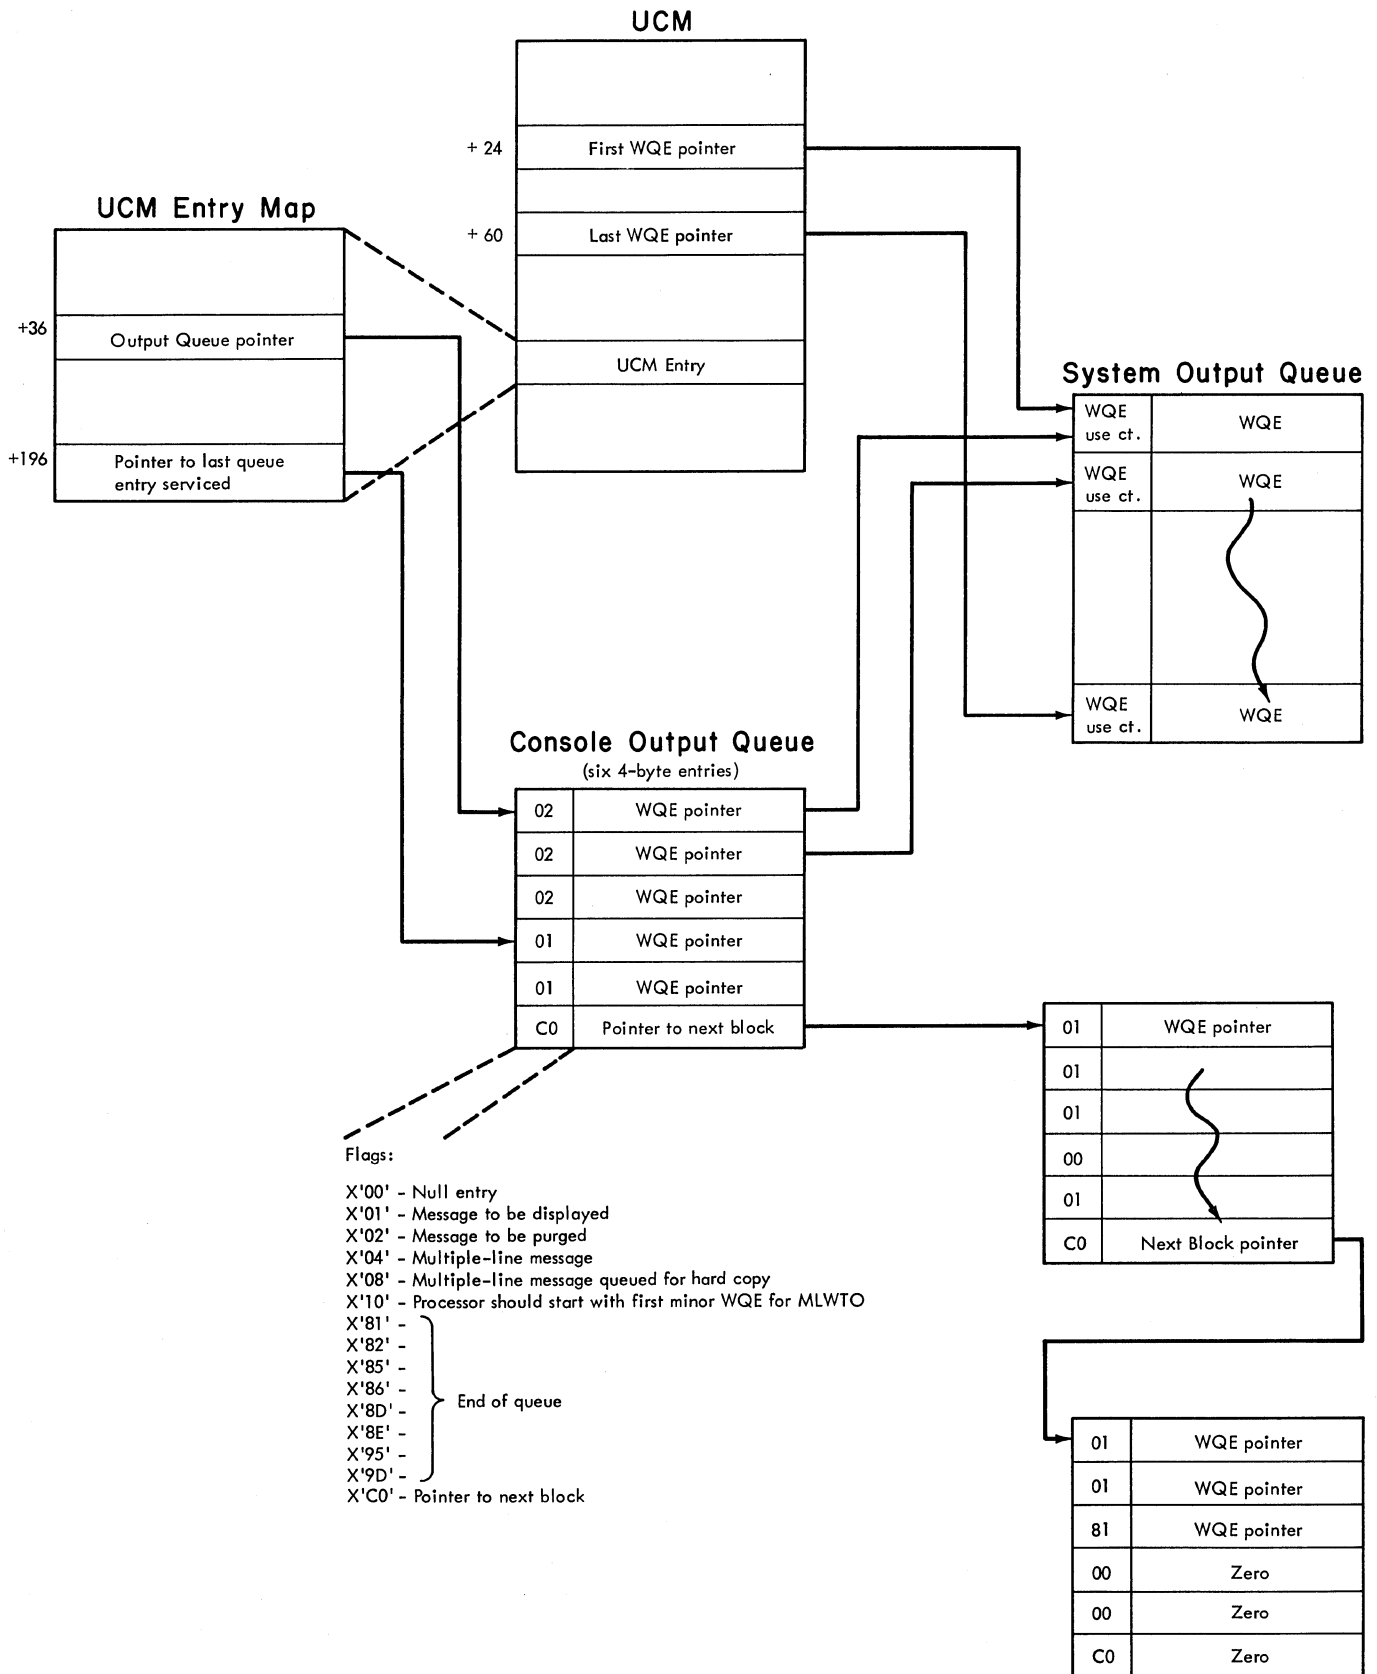 UCM
+ 24 First WQE pointer
UCM Entry Map
+ 60 Last WQE pointer
+36 Output Queue pointer
UCM Entry
System Output Queue
WQE use ct. WQE
+196 Pointer to last queue entry serviced
WQE use ct. WQE
WQE use ct. WQE
Console Output Queue
(six 4-byte entries)
02 WQE pointer
02 WQE pointer
02 WQE pointer
01 WQE pointer
01 WQE pointer
C0 Pointer to next block
01 WQE pointer
01
01
00
01
C0 Next Block pointer
Flags:
X'00' - Null entry
X'01' - Message to be displayed
X'02' - Message to be purged
X'04' - Multiple-line message
X'08' - Multiple-line message queued for hard copy
X'10' - Processor should start with first minor WQE for MLWTO
X'81' -
X'82' -
X'85' -
X'86' -
X'8D' -
X'8E' -
X'95' -
X'9D' -
End of queue
X'C0' - Pointer to next block
01 WQE pointer
01 WQE pointer
81 WQE pointer
00 Zero
00 Zero
C0 Zero